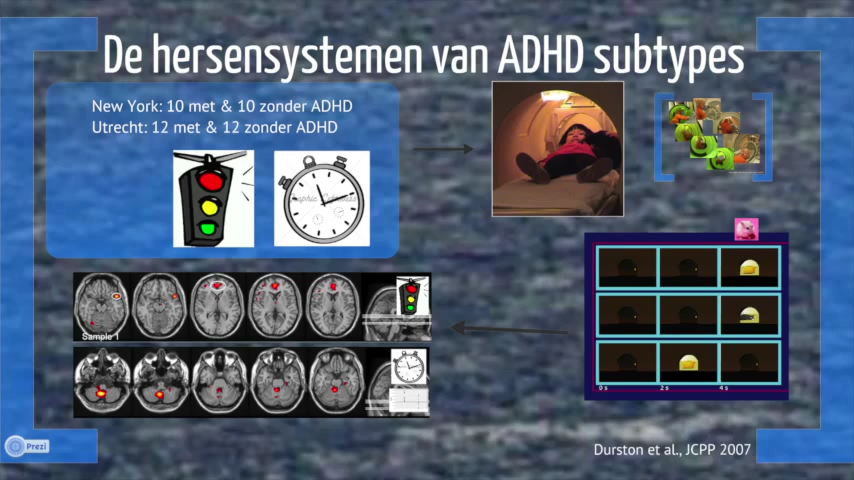 De hersensystemen van ADHD subtypes
New York: 10 met & 10 zonder ADHD
Utrecht: 12 met & 12 zonder ADHD
Sample 1
0 s
2 s
4 s
Durston et al., JCPP 2007
Prezi